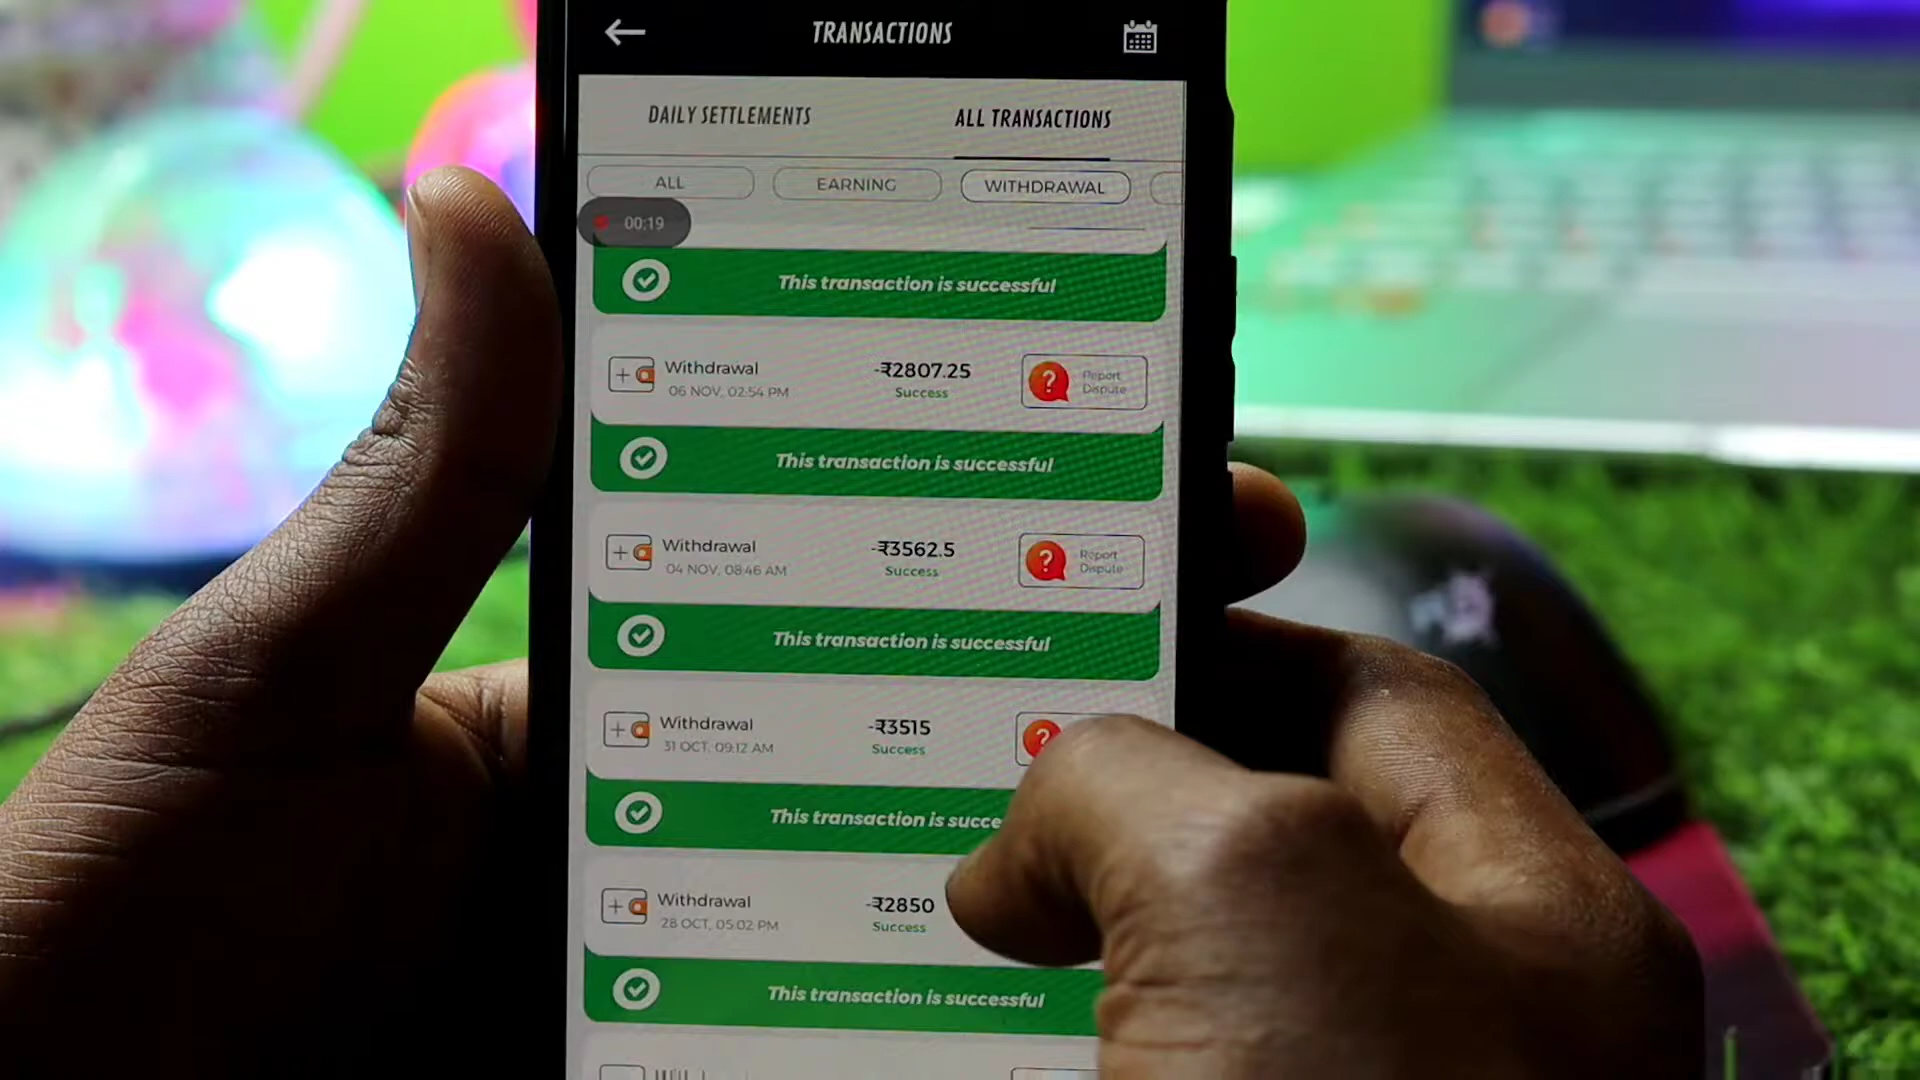 TRANSACTIONS
DAILY SETTLEMENTS ALL TRANSACTIONS
ALL EARNING WITHDRAWAL
00:19
This transaction is successful
Withdrawal -₹2807.25 Report
06 NOV, 02:54 PM Success Dispute
This transaction is successful
Withdrawal -₹3562.5 Report
04 NOV, 08:46 AM Success Dispute
This transaction is successful
Withdrawal -₹3515
31 OCT, 09:12 AM Success
This transaction is succe
Withdrawal -₹2850
28 OCT, 05:02 PM Success
This transaction is successful